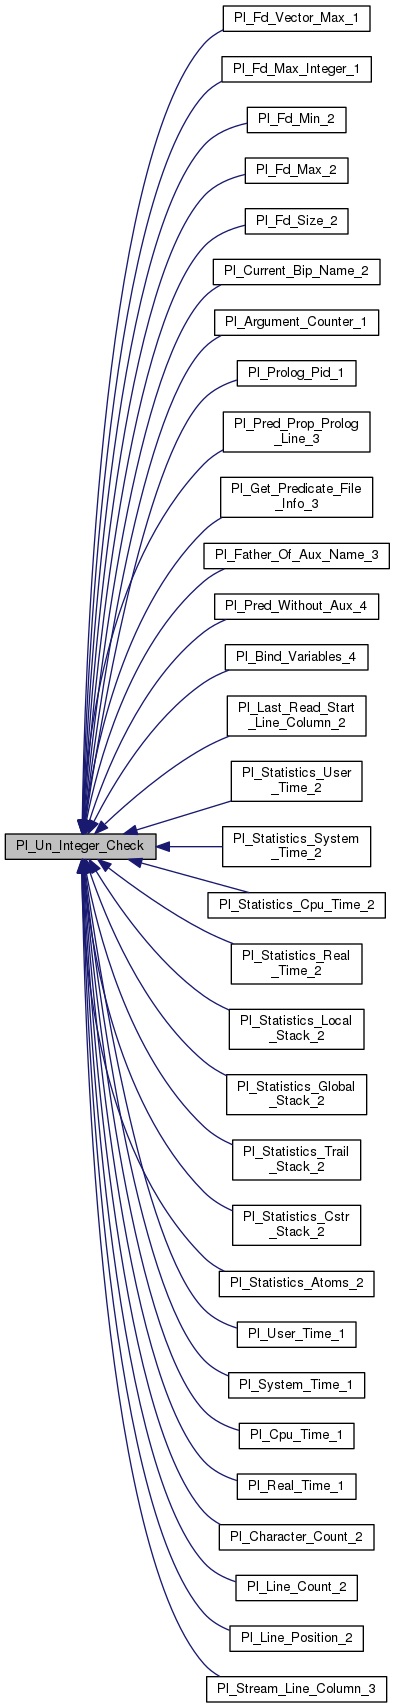 Pl_Fd_Vector_Max_1
Pl_Fd_Max_Integer_1
Pl_Fd_Min_2
Pl_Fd_Max_2
Pl_Fd_Size_2
Pl_Current_Bip_Name_2
Pl_Argument_Counter_1
Pl_Prolog_Pid_1
Pl_Pred_Prop_Prolog
_Line_3
Pl_Get_Predicate_File
_Info_3
Pl_Father_Of_Aux_Name_3
Pl_Pred_Without_Aux_4
Pl_Bind_Variables_4
Pl_Last_Read_Start
_Line_Column_2
Pl_Statistics_User
_Time_2
Pl_Un_Integer_Check
Pl_Statistics_System
_Time_2
Pl_Statistics_Cpu_Time_2
Pl_Statistics_Real
_Time_2
Pl_Statistics_Local
_Stack_2
Pl_Statistics_Global
_Stack_2
Pl_Statistics_Trail
_Stack_2
Pl_Statistics_Cstr
_Stack_2
Pl_Statistics_Atoms_2
Pl_User_Time_1
Pl_System_Time_1
Pl_Cpu_Time_1
Pl_Real_Time_1
Pl_Character_Count_2
Pl_Line_Count_2
Pl_Line_Position_2
Pl_Stream_Line_Column_3